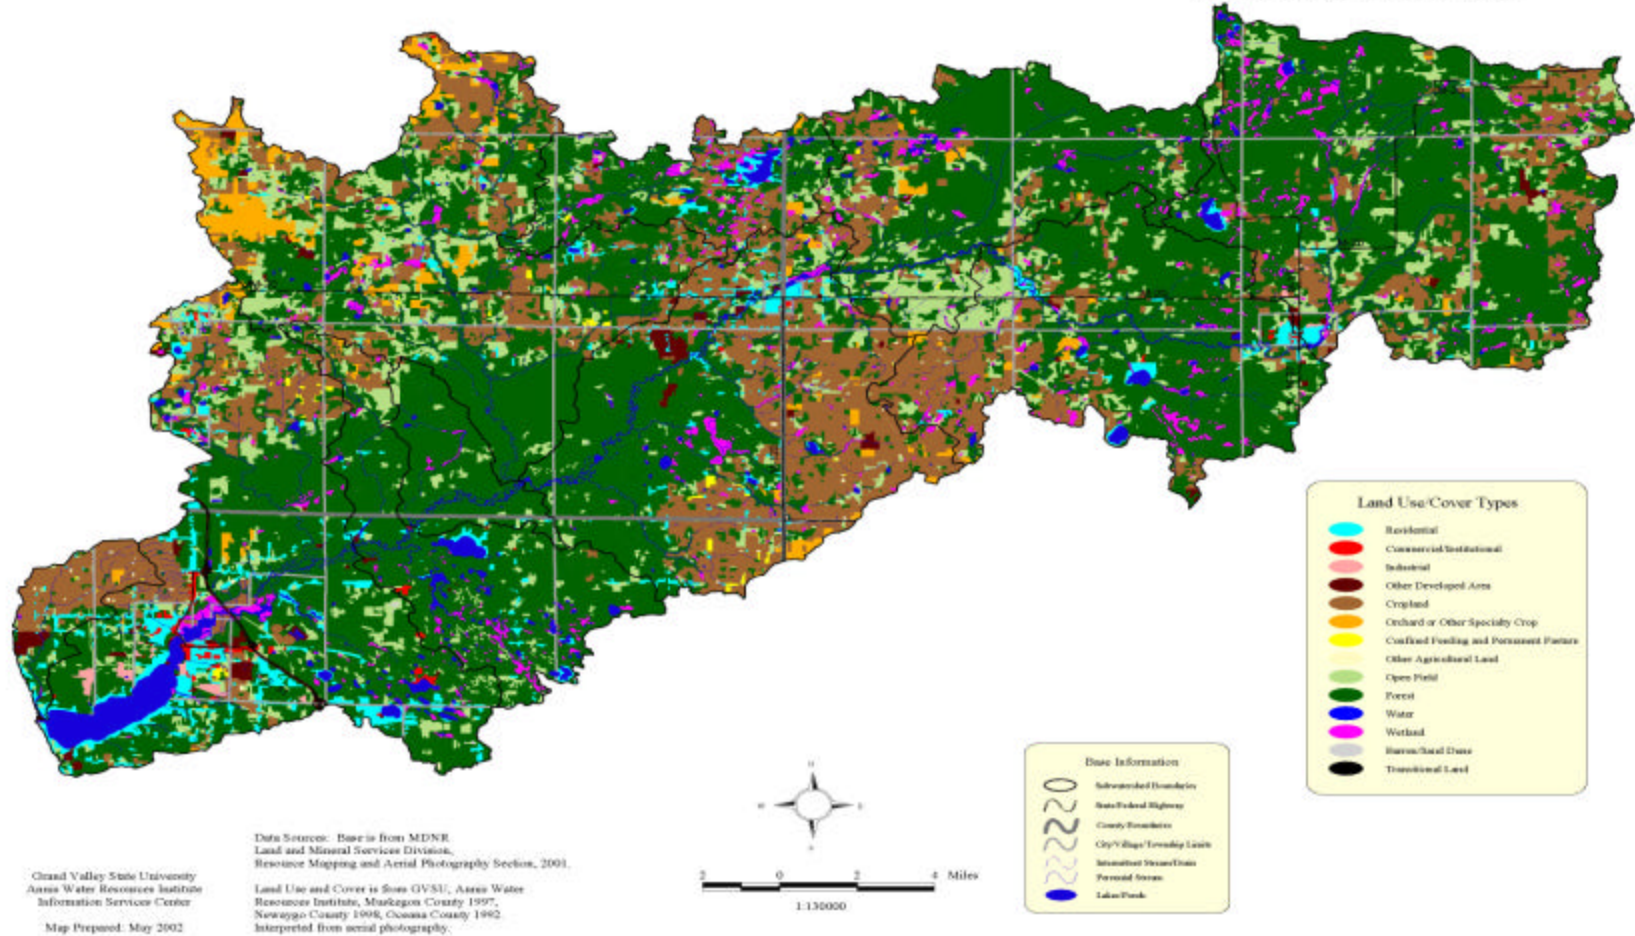 Land Use/Cover Types
Residential
Commercial/Institutional
Industrial
Other Developed Area
Cropland
Orchard or Other Specialty Crop
Confined Feeding and Permanent Pasture
Other Agricultural Land
Open Field
Forest
Water
Wetland
Barren/Sand Dune
Transitional Land
Base Information
Subwatershed Boundaries
State/Federal Highway
County Boundaries
City/Village/Township Limits
Intermittent Stream/Drain
Perennial Stream
Lakes/Ponds
N
W
E
S
2 0 2 4 Miles
1:130000
Data Sources: Base is from MDNR
Land and Mineral Services Division,
Resource Mapping and Aerial Photography Section, 2001.
Land Use and Cover is from GVSU, Annis Water
Resources Institute, Muskegon County 1997,
Newaygo County 1998, Oceana County 1992.
Interpreted from aerial photography.
Grand Valley State University
Annis Water Resources Institute
Information Services Center
Map Prepared: May 2002